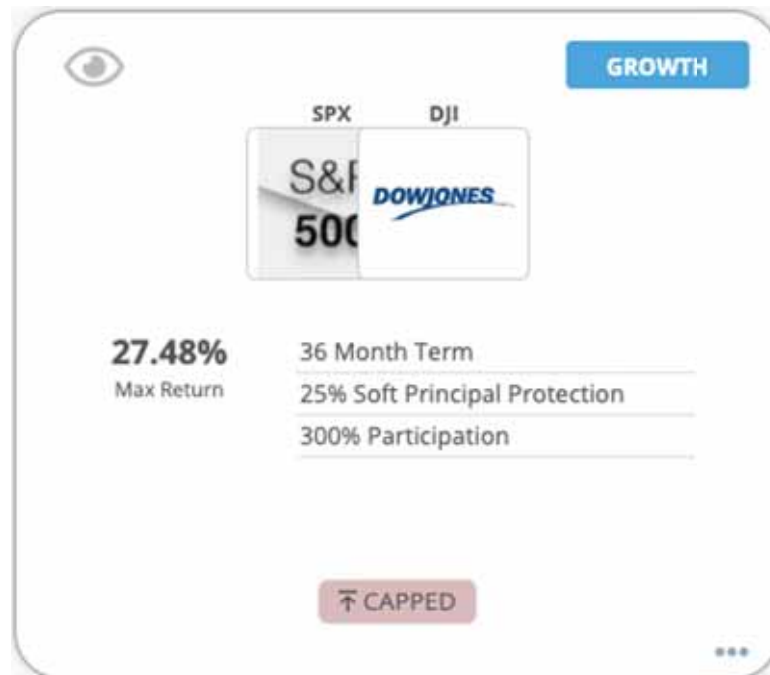 GROWTH
SPX DJI
S&P
500
DOWJONES
27.48%
Max Return
36 Month Term
25% Soft Principal Protection
300% Participation
CAPPED